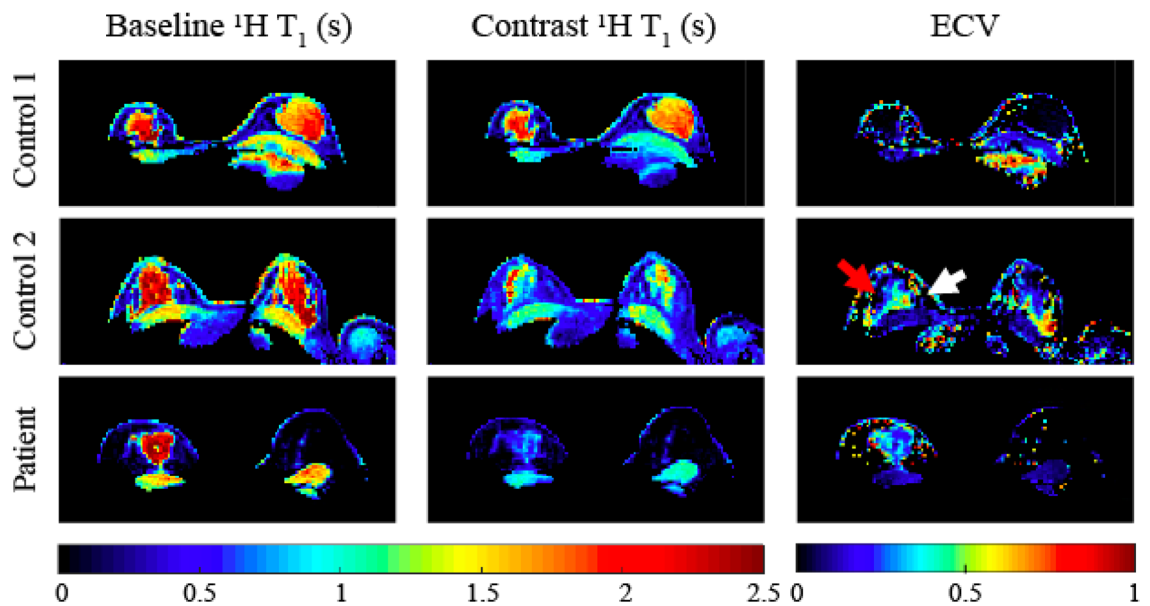 Baseline ¹H T₁ (s) Contrast ¹H T₁ (s) ECV
Control 1
Control 2
Patient
0 0.5 1 1.5 2 2.5 0 0.5 1